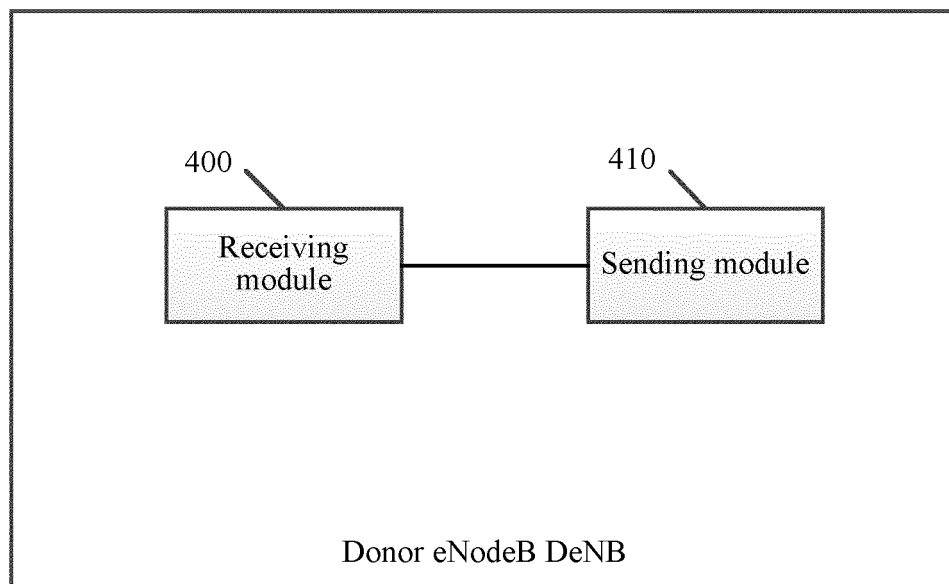 400
410
Receiving
module
Sending module
Donor eNodeB DeNB